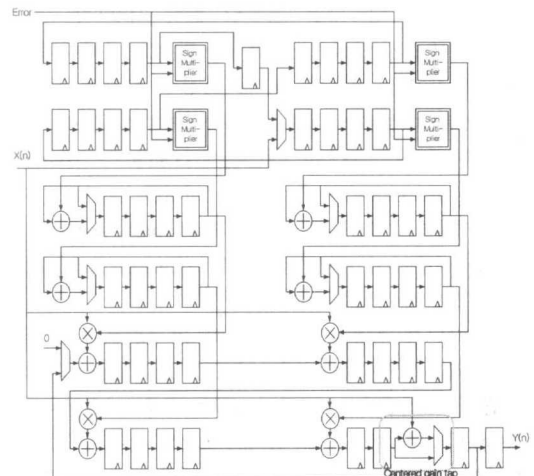 Error
Sign
Multi-
plier
Sign
Multi-
plier
Sign
Multi-
plier
Sign
Multi-
plier
X(n)
0
Y(n)
Centered gain tap